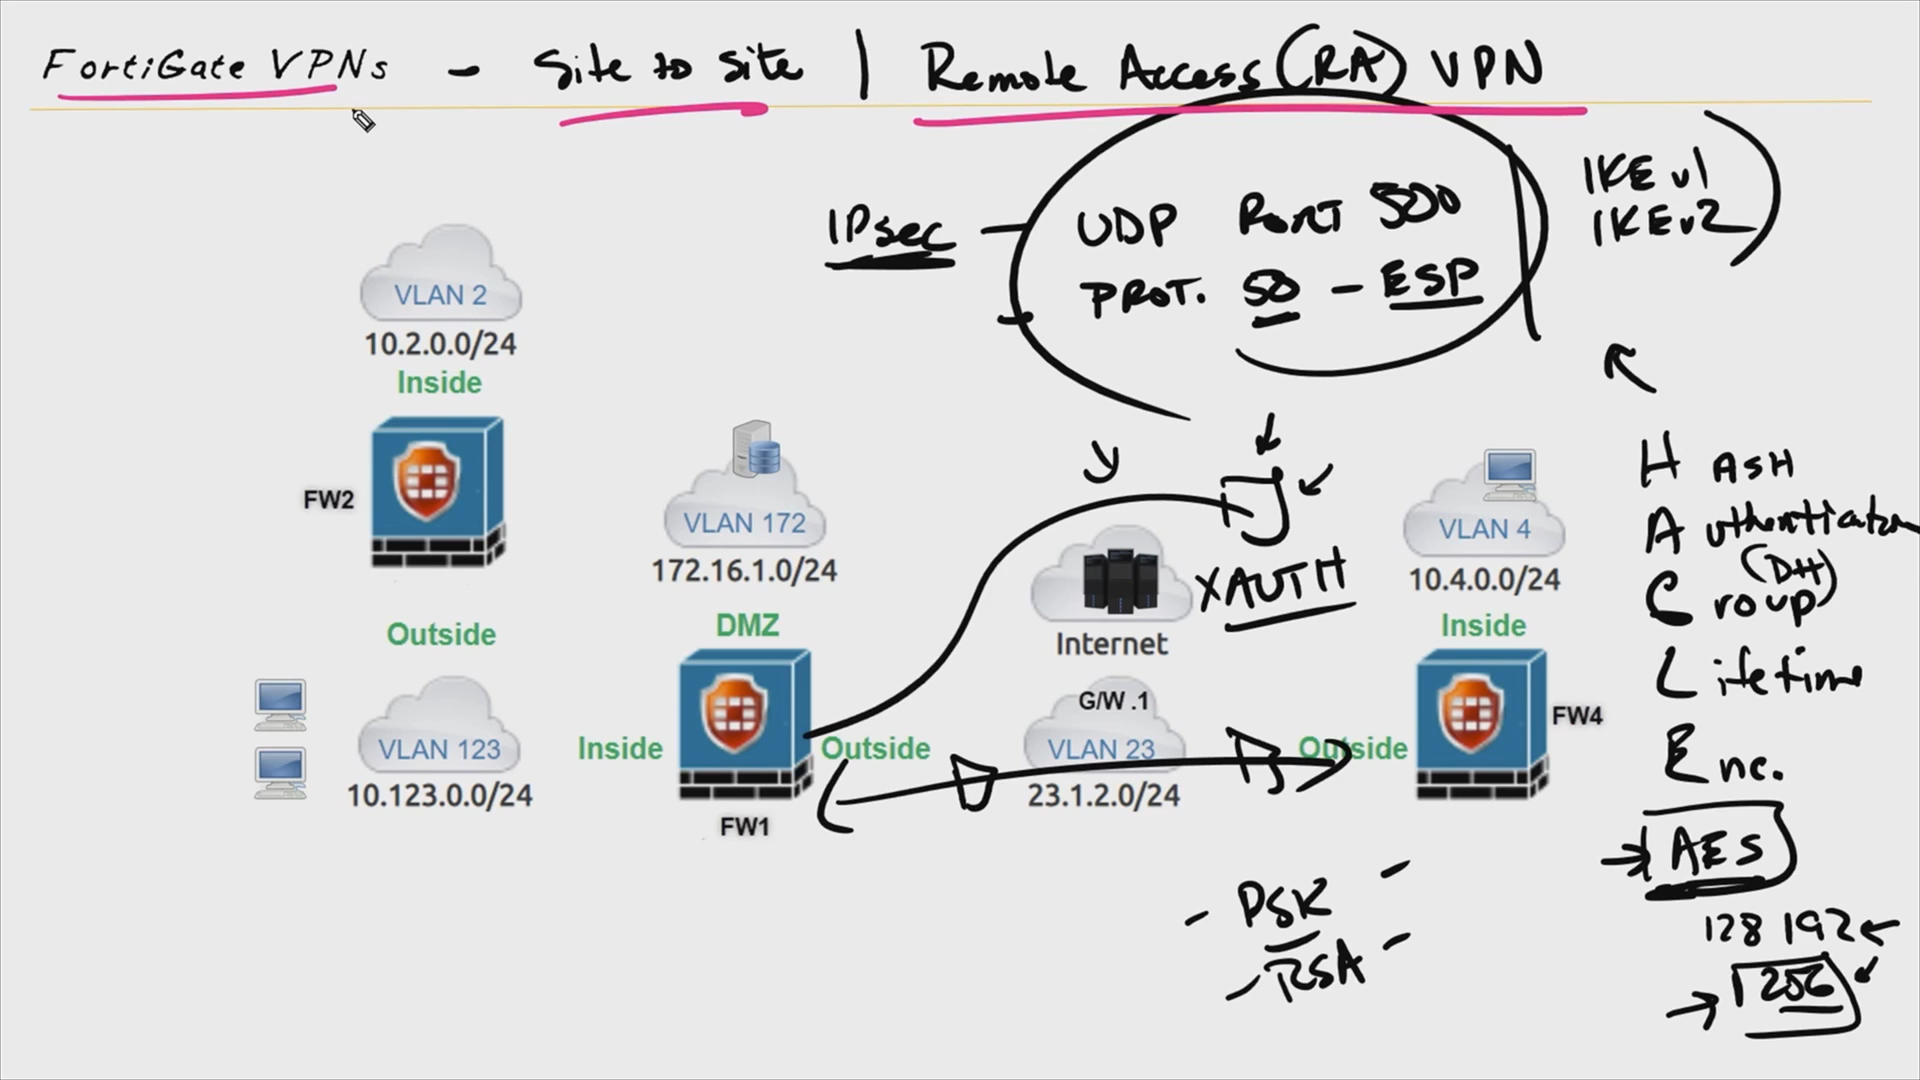 FortiGate VPNs - Site to Site | Remote Access (RA) VPN
IPsec - UDP PORT 500
PROT. 50 - ESP
IKE v1
IKE v2
VLAN 2
10.2.0.0/24
Inside
FW2
Outside
VLAN 172
172.16.1.0/24
DMZ
XAUTH
Internet
VLAN 4
10.4.0.0/24
Inside
VLAN 123
10.123.0.0/24
Inside
FW1
Outside
G/W .1
VLAN 23
23.1.2.0/24
Outside
FW4
HASH
Authentication
(DH)
Group
Lifetime
Enc.
AES
128 192
256
- PSK -
- RSA -